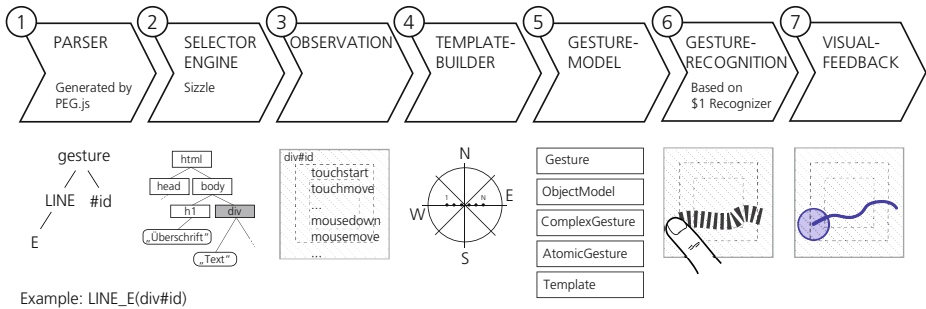 1
PARSER
Generated by
PEG.js
2
SELECTOR
ENGINE
Sizzle
3
OBSERVATION
4
TEMPLATE-
BUILDER
5
GESTURE-
MODEL
6
GESTURE-
RECOGNITION
Based on
$1 Recognizer
7
VISUAL-
FEEDBACK
gesture
LINE #id
E
html
head body
h1 div
„Überschrift“
„Text“
div#id
touchstart
touchmove
...
mousedown
mousemove
...
N
W 1 N E
S
Gesture
ObjectModel
ComplexGesture
AtomicGesture
Template
Example: LINE_E(div#id)